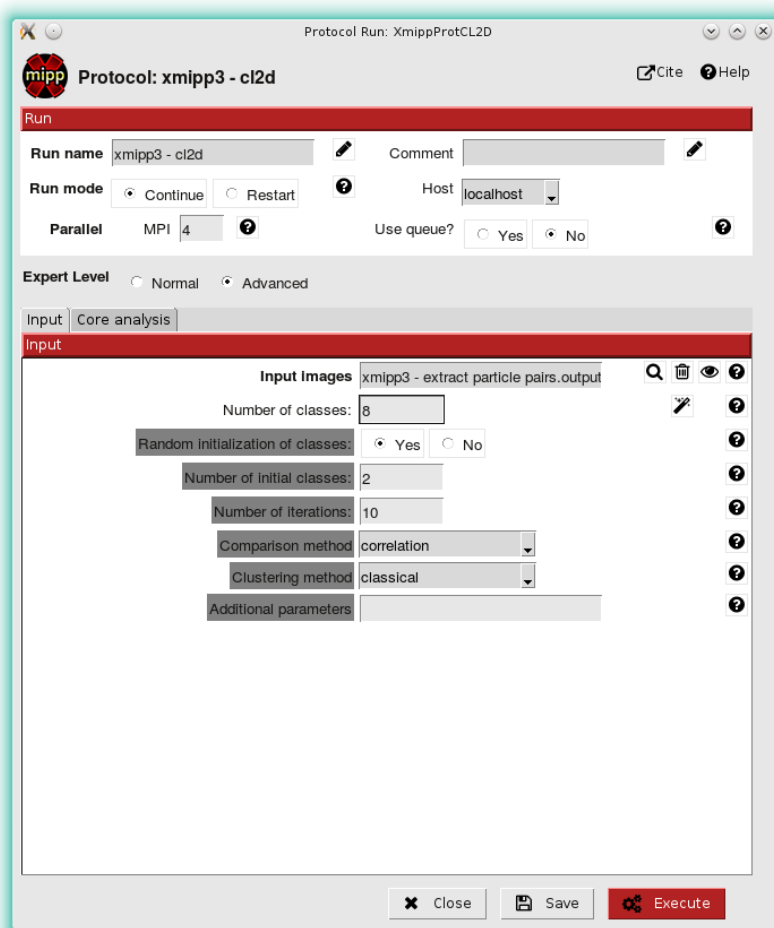 Protocol Run: XmippProtCL2D
mipp Protocol: xmipp3 - cl2d Cite Help
Run
Run name xmipp3 - cl2d Comment
Run mode Continue Restart Host localhost
Parallel MPI 4 Use queue? Yes No
Expert Level Normal Advanced
Input Core analysis
Input
Input images xmipp3 - extract particle pairs.output
Number of classes: 8
Random initialization of classes: Yes No
Number of initial classes: 2
Number of iterations: 10
Comparison method correlation
Clustering method classical
Additional parameters
Close Save Execute